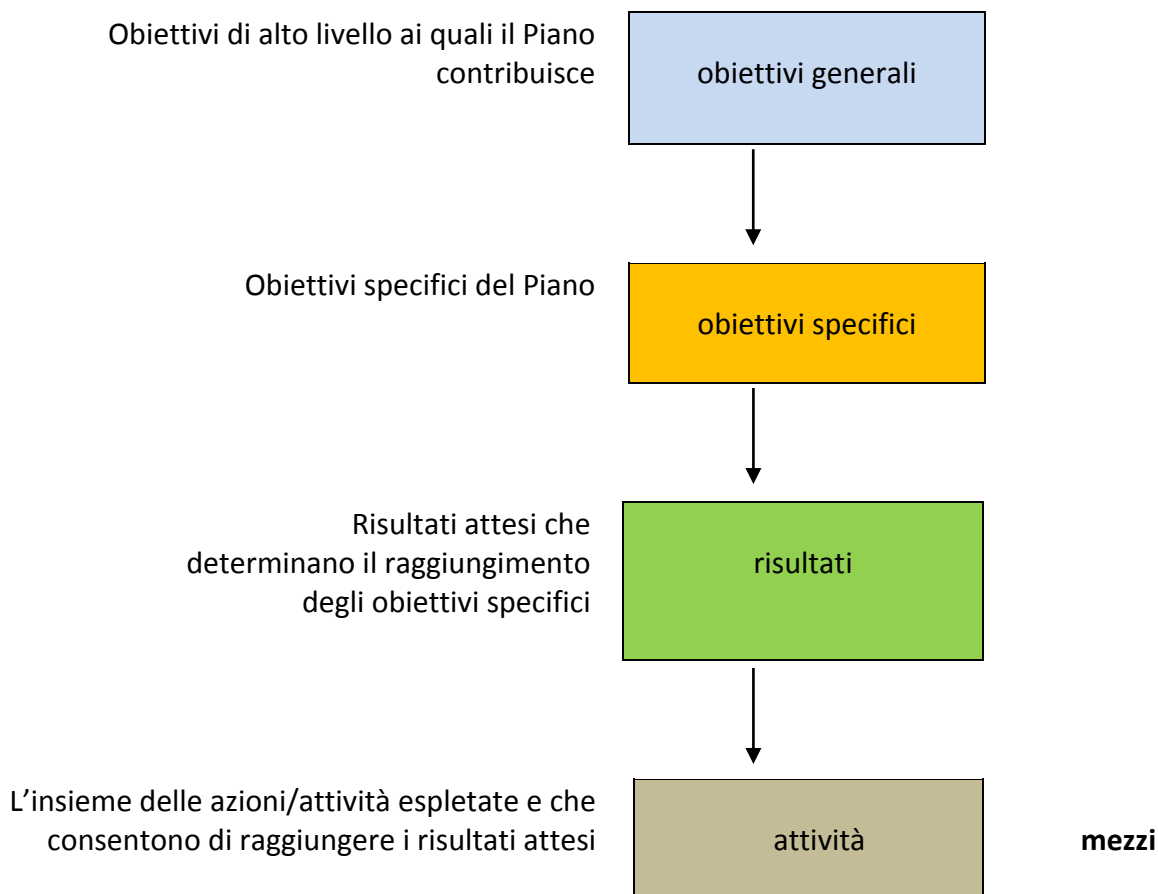 Obiettivi di alto livello ai quali il Piano
contribuisce
obiettivi generali
Obiettivi specifici del Piano
obiettivi specifici
Risultati attesi che
determinano il raggiungimento
degli obiettivi specifici
risultati
L’insieme delle azioni/attività espletate e che
consentono di raggiungere i risultati attesi
attività
mezzi